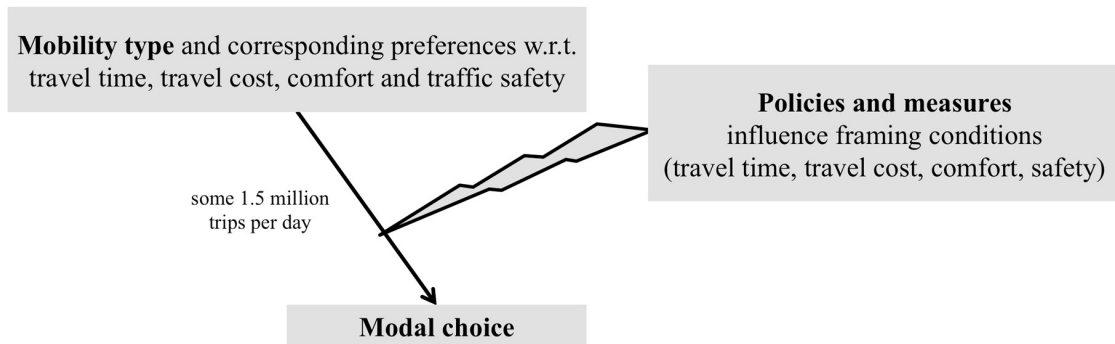 Mobility type and corresponding preferences w.r.t.
travel time, travel cost, comfort and traffic safety
Policies and measures
influence framing conditions
(travel time, travel cost, comfort, safety)
some 1.5 million
trips per day
Modal choice